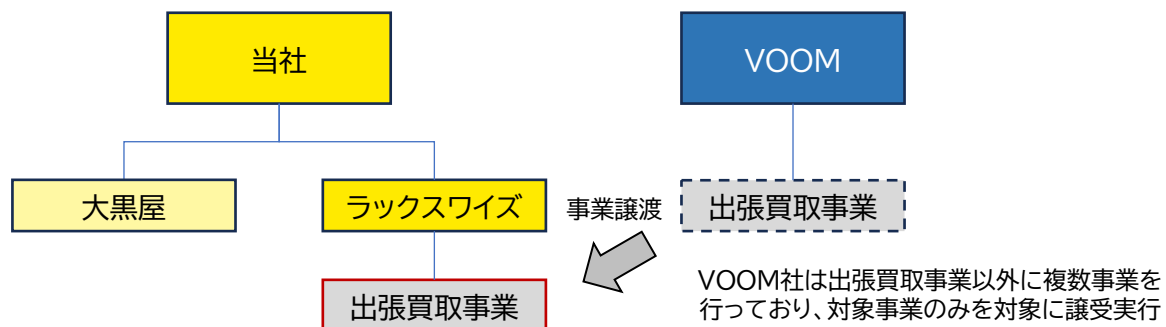 当社
VOOM
大黒屋
ラックスワイズ
事業譲渡
出張買取事業
出張買取事業
VOOM社は出張買取事業以外に複数事業を
行っており、対象事業のみを対象に譲受実行